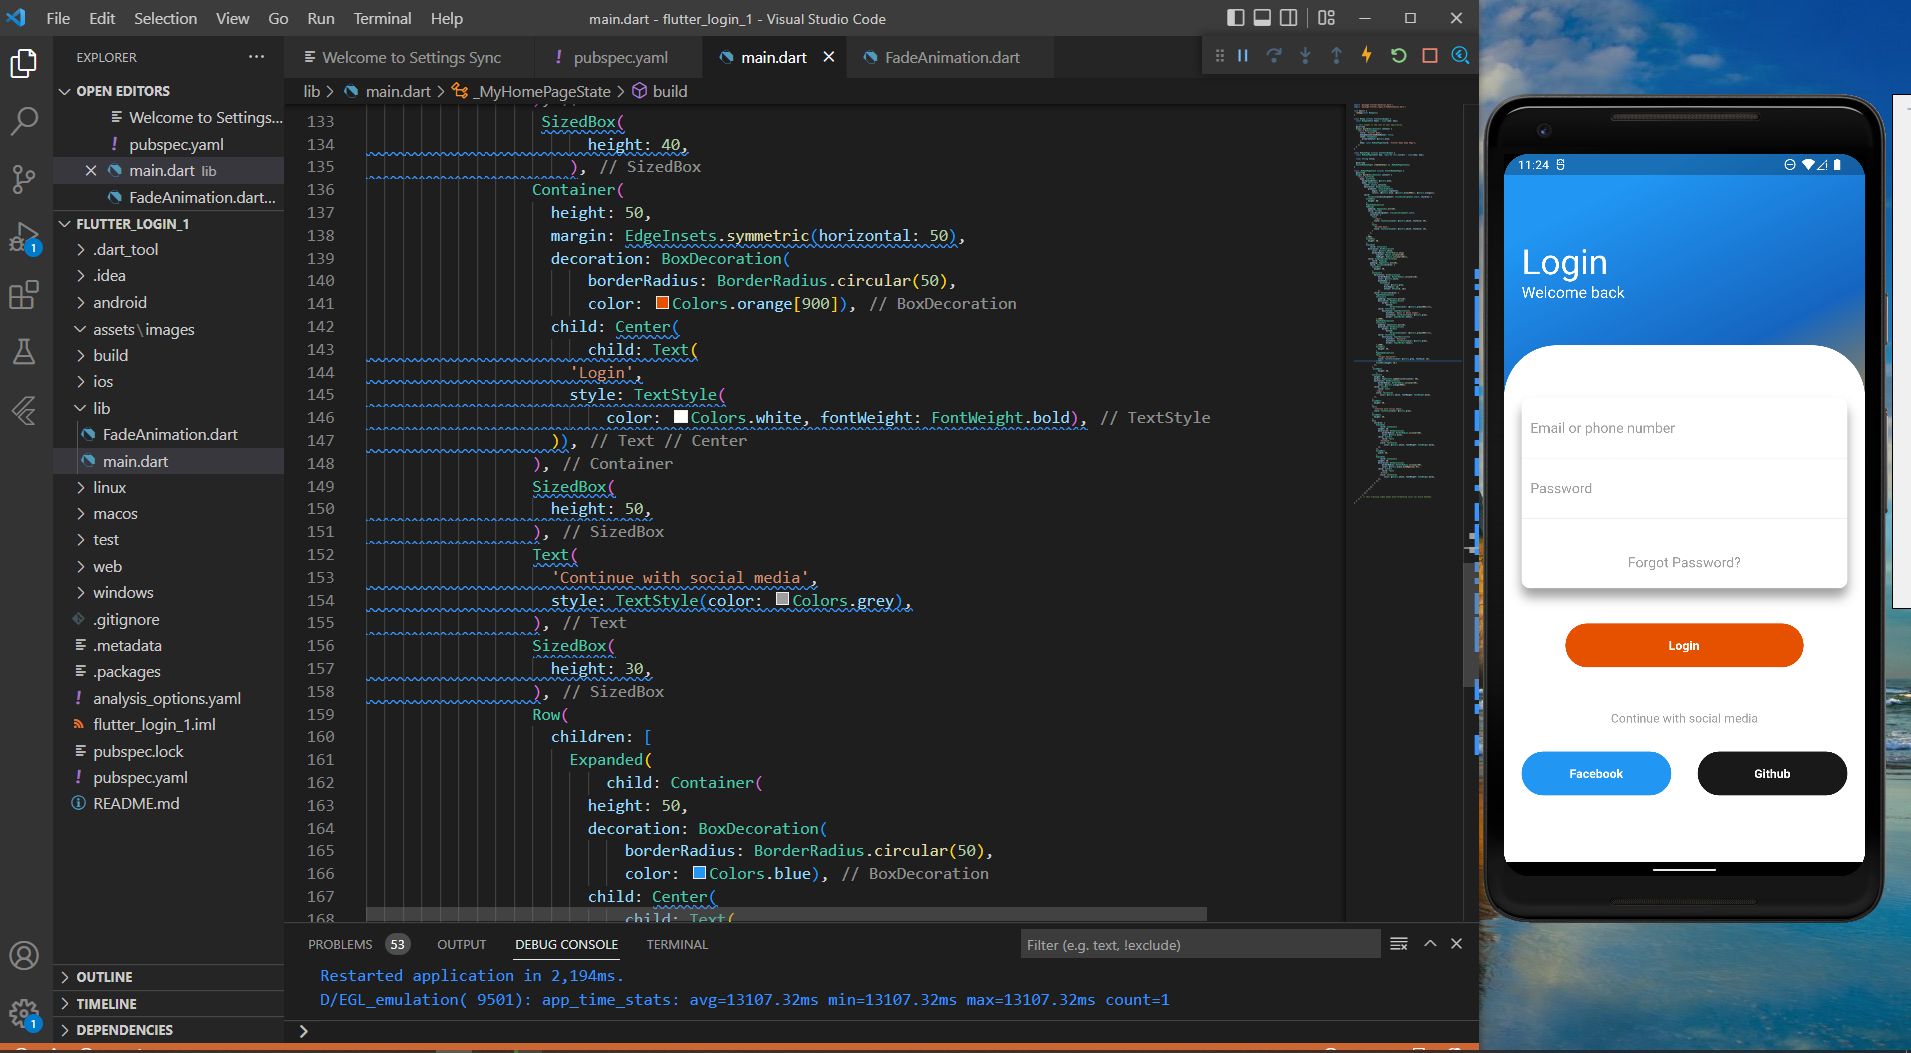 File Edit Selection View Go Run Terminal Help
main.dart - flutter_login_1 - Visual Studio Code
EXPLORER
OPEN EDITORS
Welcome to Settings...
! pubspec.yaml
main.dart lib
FadeAnimation.dart...
FLUTTER_LOGIN_1
.dart_tool
.idea
android
assets\images
build
ios
lib
FadeAnimation.dart
main.dart
linux
macos
test
web
windows
.gitignore
.metadata
.packages
! analysis_options.yaml
flutter_login_1.iml
pubspec.lock
! pubspec.yaml
README.md
OUTLINE
TIMELINE
DEPENDENCIES
1
1
Welcome to Settings Sync
! pubspec.yaml
main.dart
FadeAnimation.dart
lib > main.dart > _MyHomePageState > build
133 SizedBox(
134 height: 40,
135 ), // SizedBox
136 Container(
137 height: 50,
138 margin: EdgeInsets.symmetric(horizontal: 50),
139 decoration: BoxDecoration(
140 borderRadius: BorderRadius.circular(50),
141 color: Colors.orange[900]), // BoxDecoration
142 child: Center(
143 child: Text(
144 'Login',
145 style: TextStyle(
146 color: Colors.white, fontWeight: FontWeight.bold), // TextStyle
147 )), // Text // Center
148 ), // Container
149 SizedBox(
150 height: 50,
151 ), // SizedBox
152 Text(
153 'Continue with social media',
154 style: TextStyle(color: Colors.grey),
155 ), // Text
156 SizedBox(
157 height: 30,
158 ), // SizedBox
159 Row(
160 children: [
161 Expanded(
162 child: Container(
163 height: 50,
164 decoration: BoxDecoration(
165 borderRadius: BorderRadius.circular(50),
166 color: Colors.blue), // BoxDecoration
167 child: Center(
168 child: Text(
PROBLEMS 53 OUTPUT DEBUG CONSOLE TERMINAL
Filter (e.g. text, !exclude)
Restarted application in 2,194ms.
D/EGL_emulation( 9501): app_time_stats: avg=13107.32ms min=13107.32ms max=13107.32ms count=1
11:24
Login
Welcome back
Email or phone number
Password
Forgot Password?
Login
Continue with social media
Facebook
Github